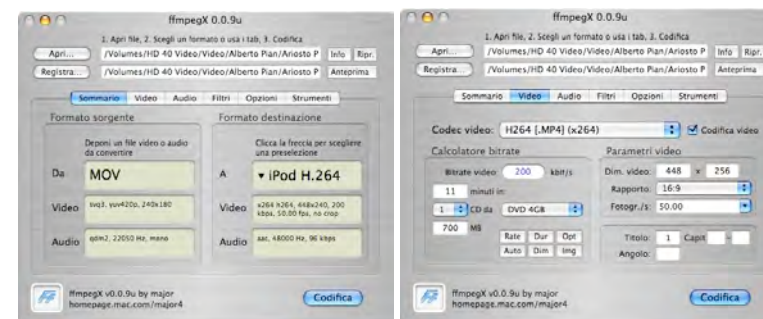 ffmpegX 0.0.9u
1. Apri file, 2. Scegli un formato o usa i tab, 3. Codifica
Apri... /Volumes/HD 40 Video/Video/Alberto Pian/Ariosto P Info Ripr.
Registra... /Volumes/HD 40 Video/Video/Alberto Pian/Ariosto P Anteprima
Sommario Video Audio Filtri Opzioni Strumenti
Formato sorgente Formato destinazione
Deponi un file video o audio da convertire
Clicca la freccia per scegliere una preselezione
Da MOV A ▾ iPod H.264
Video svq3, yuv420p, 240x180
Video x264 h264, 448x240, 200 kbps, 50.00 fps, no crop
Audio qdm2, 22050 Hz, mano
Audio aac, 48000 Hz, 96 kbps
ffmpegX v0.0.9u by major
homepage.mac.com/major4
Codifica
ffmpegX 0.0.9u
1. Apri file, 2. Scegli un formato o usa i tab, 3. Codifica
Apri... /Volumes/HD 40 Video/Video/Alberto Pian/Ariosto P Info Ripr.
Registra... /Volumes/HD 40 Video/Video/Alberto Pian/Ariosto P Anteprima
Sommario Video Audio Filtri Opzioni Strumenti
Codec video: H264 [.MP4] (x264) Codifica video
Calcolatore bitrate Parametri video
Bitrate video 200 kbit/s Dim. video: 448 x 256
11 minuti in: Rapporto: 16:9
1 CD da DVD 4GB Fotogr./s: 50.00
700 MB
Rate Dur Opt Titolo: 1 Capit -
Auto Dim Img Angolo:
ffmpegX v0.0.9u by major
homepage.mac.com/major4
Codifica